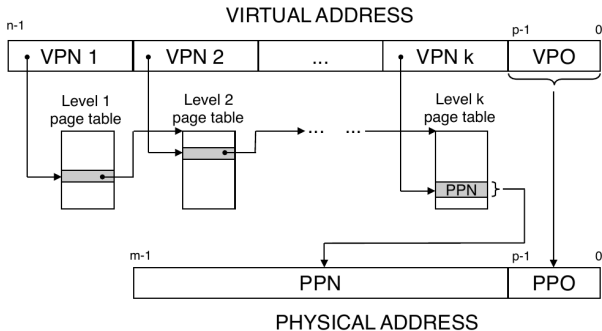 VIRTUAL ADDRESS
n-1 p-1 0
VPN 1 VPN 2 ... VPN k VPO
Level 1 page table
Level 2 page table
Level k page table
... ...
PPN
m-1 p-1 0
PPN PPO
PHYSICAL ADDRESS